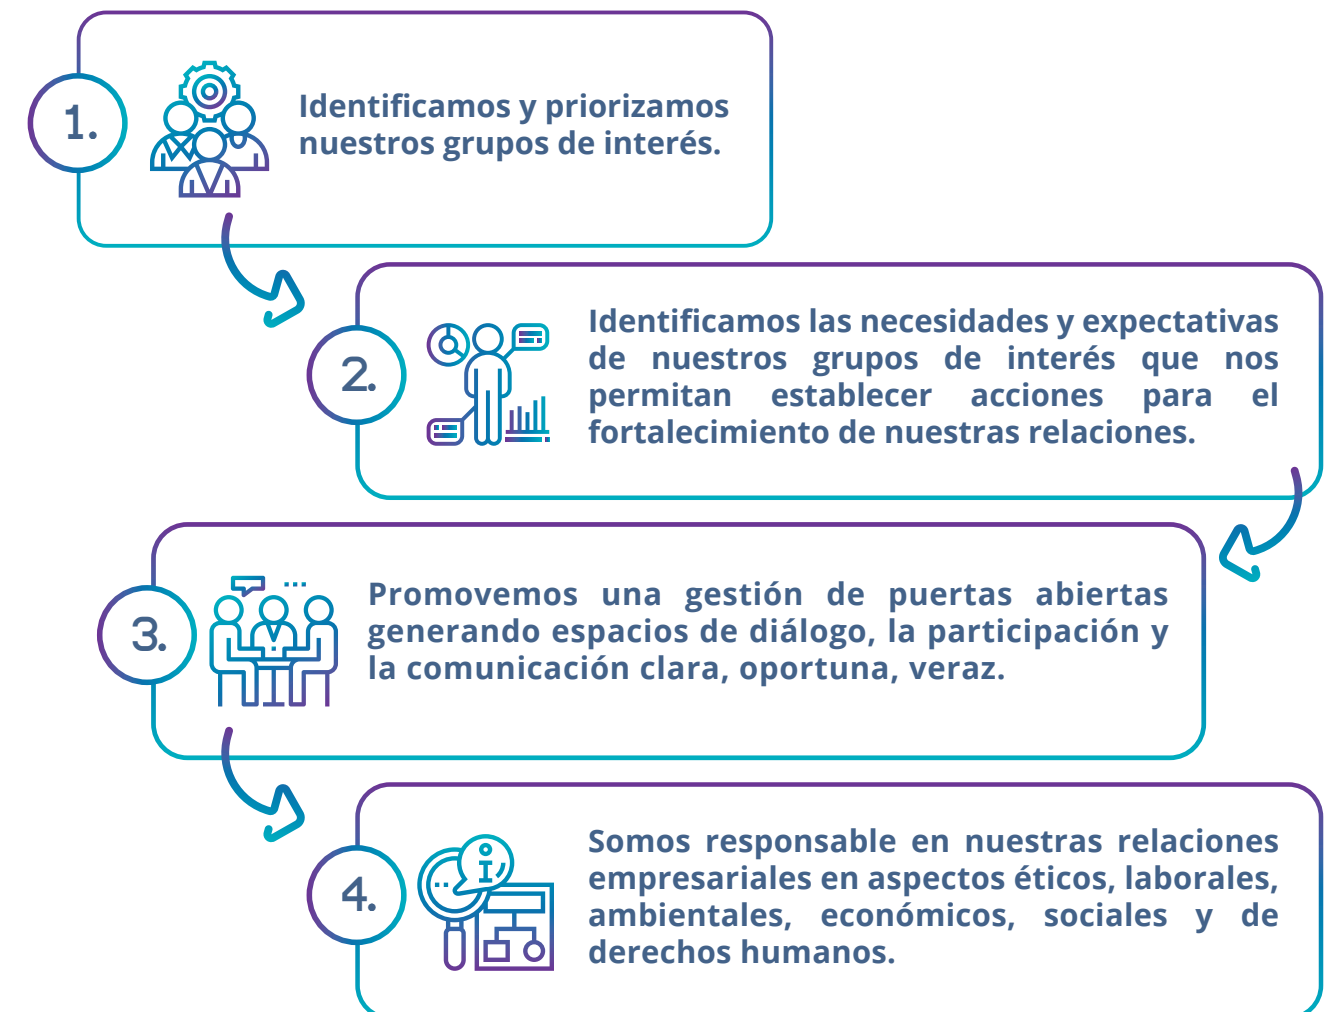 1.
Identificamos y priorizamos
nuestros grupos de interés.
2.
Identificamos las necesidades y expectativas
de nuestros grupos de interés que nos
permitan establecer acciones para el
fortalecimiento de nuestras relaciones.
3.
Promovemos una gestión de puertas abiertas
generando espacios de diálogo, la participación y
la comunicación clara, oportuna, veraz.
4.
Somos responsable en nuestras relaciones
empresariales en aspectos éticos, laborales,
ambientales, económicos, sociales y de
derechos humanos.